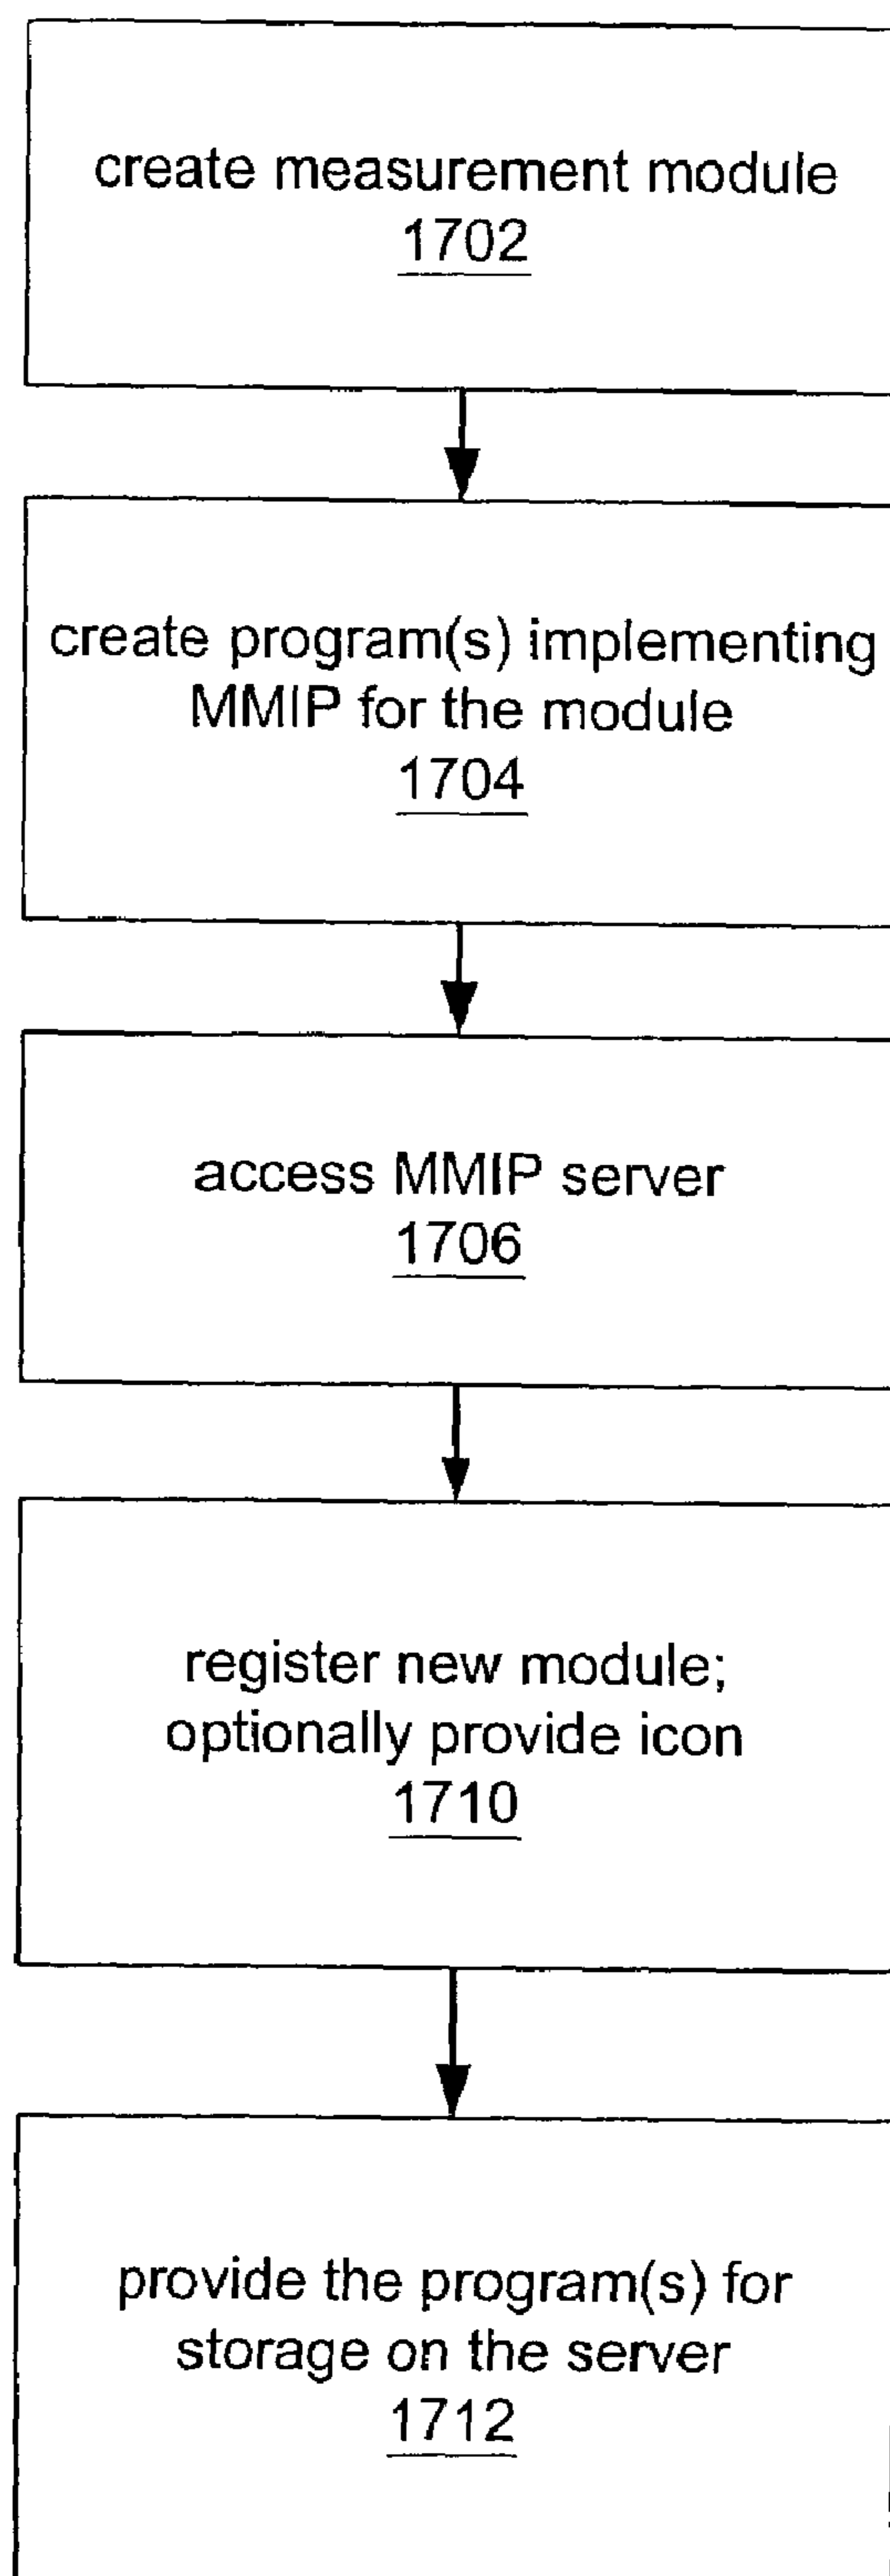 create measurement module
1702
create program(s) implementing
MMIP for the module
1704
access MMIP server
1706
register new module;
optionally provide icon
1710
provide the program(s) for
storage on the server
1712